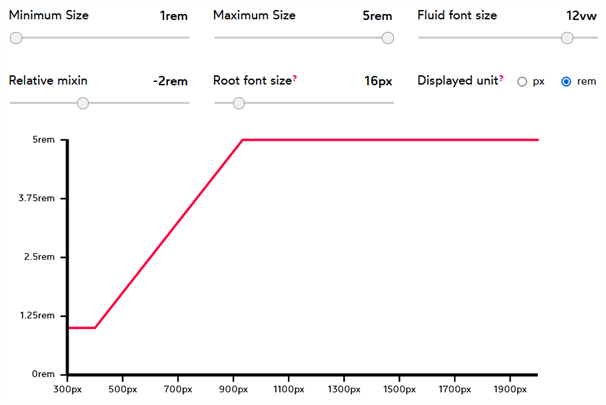 Minimum Size 1rem Maximum Size 5rem Fluid font size 12vw
Relative mixin -2rem Root font size? 16px Displayed unit? px rem
5rem
3.75rem
2.5rem
1.25rem
0rem
300px 500px 700px 900px 1100px 1300px 1500px 1700px 1900px